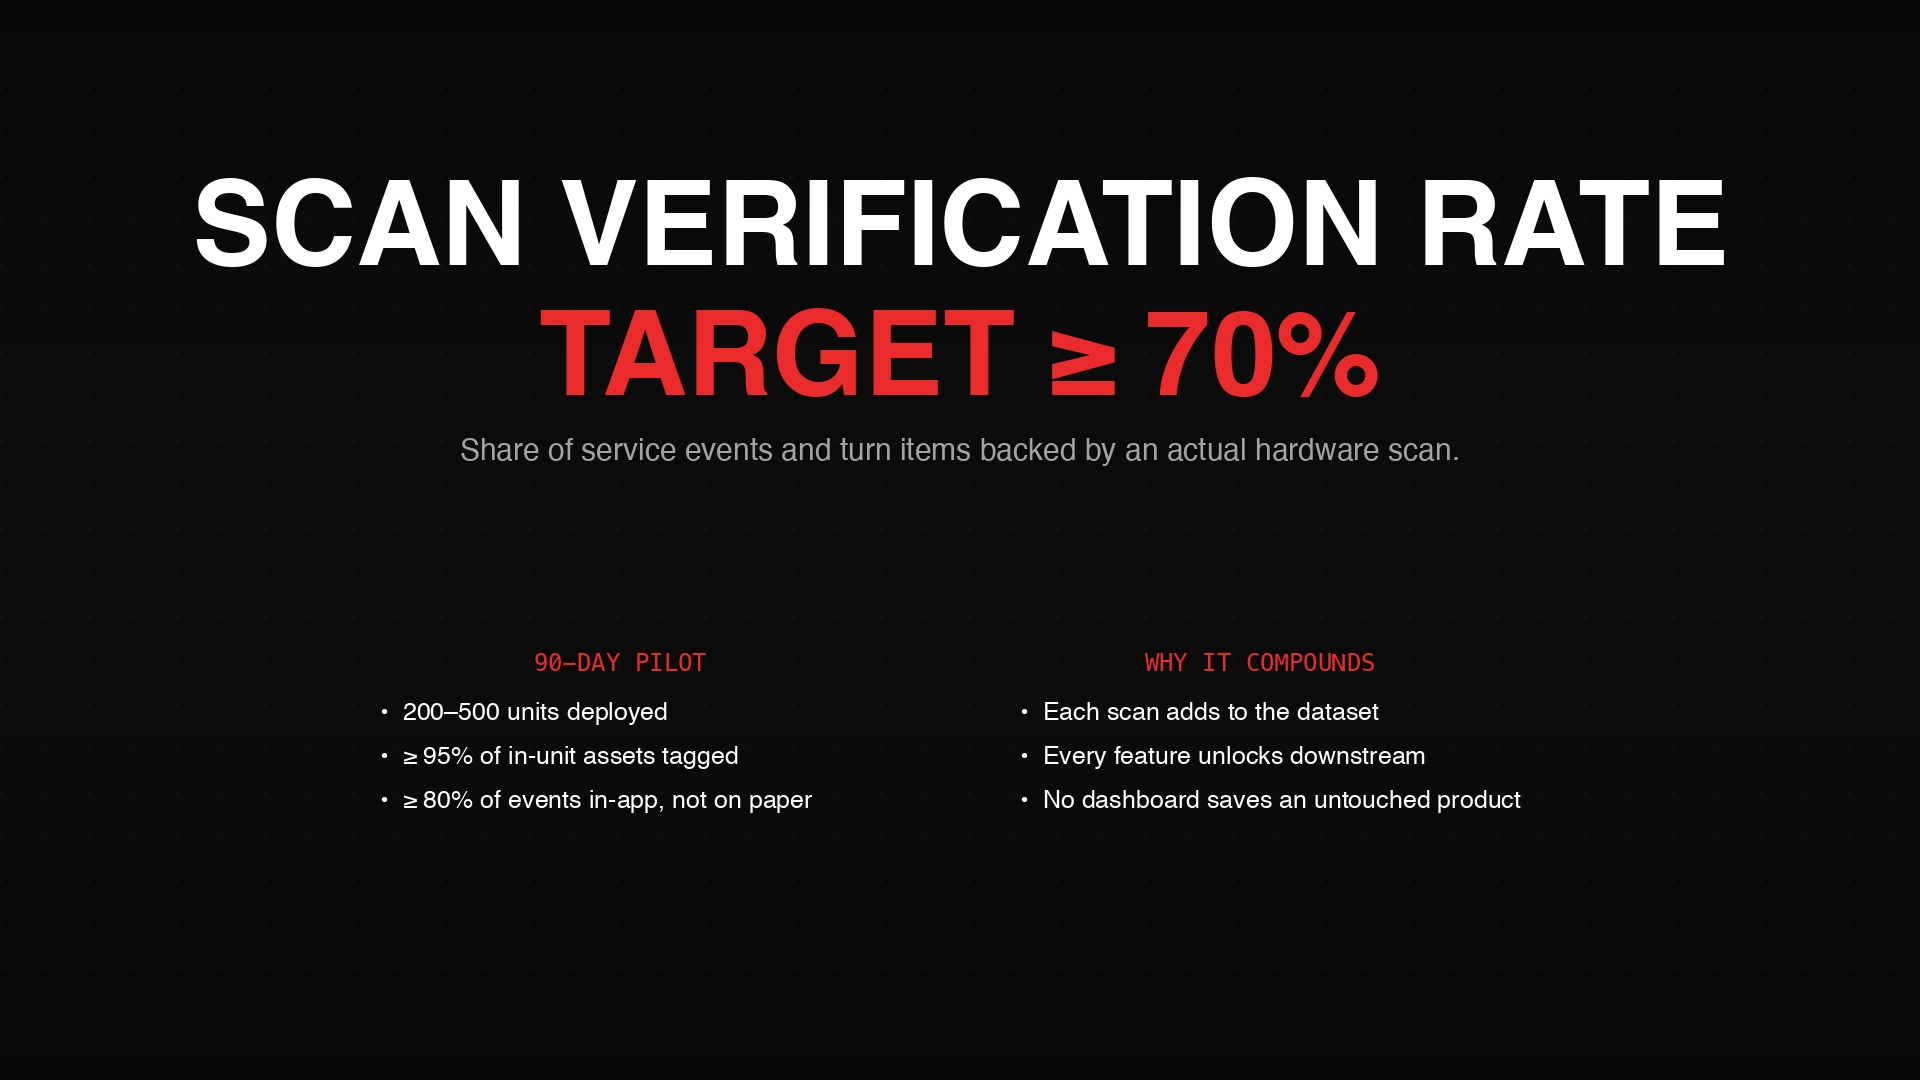 SCAN VERIFICATION RATE
TARGET ≥ 70%
Share of service events and turn items backed by an actual hardware scan.
90–DAY PILOT
• 200–500 units deployed
• ≥ 95% of in-unit assets tagged
• ≥ 80% of events in-app, not on paper
WHY IT COMPOUNDS
• Each scan adds to the dataset
• Every feature unlocks downstream
• No dashboard saves an untouched product